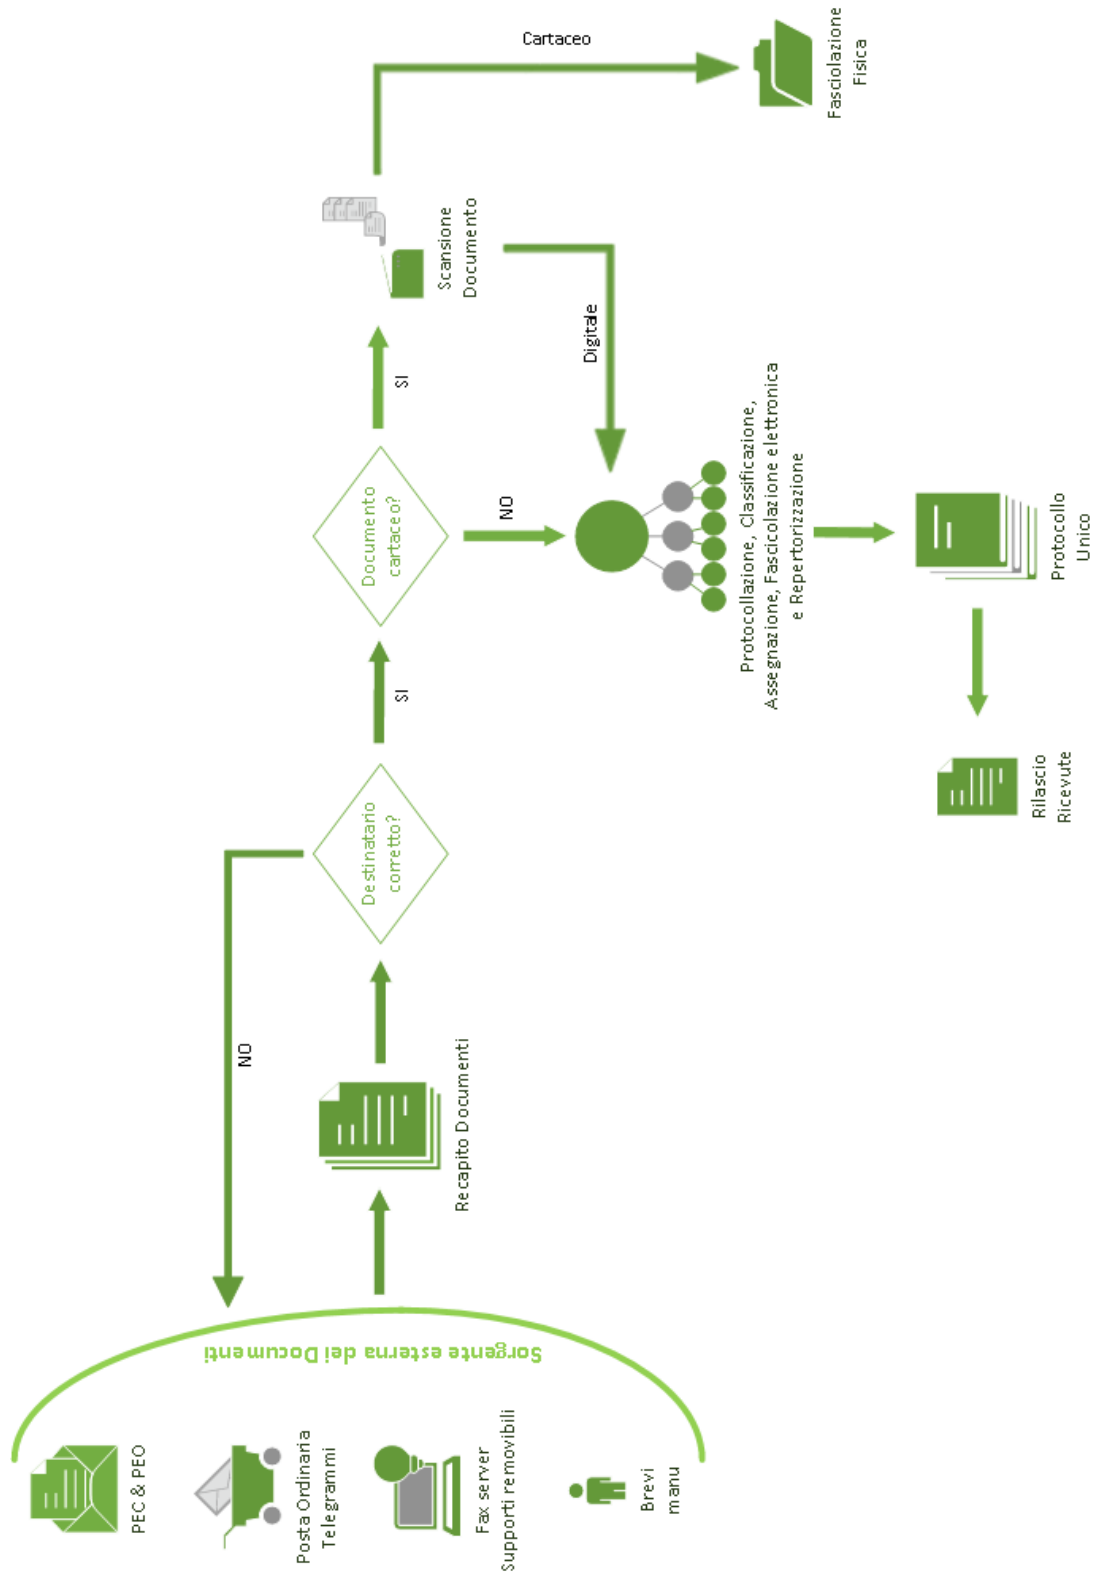 PEC & PEO
Posta Ordinaria
Telegrammi
Fax server
Supporti removibili
Brevi
manu
Sorgente esterna dei Documenti
Recapito Documenti
NO
Destinatario
corretto?
SI
Documento
cartaceo?
SI
NO
Scansione
Documento
Cartaceo
Digitale
Fasciolazione
Fisica
Protocollazione, Classificazione,
Assegnazione, Fascicolazione elettronica
e Repertorizzazione
Protocollo
Unico
Rilascio
Ricevute